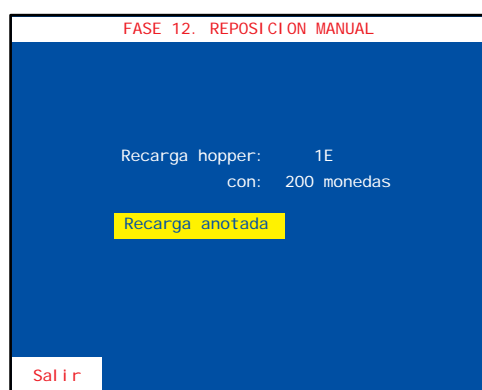 FASE 12. REPOSICION MANUAL
Recarga hopper: 1E
con: 200 monedas
Recarga anotada
Salir